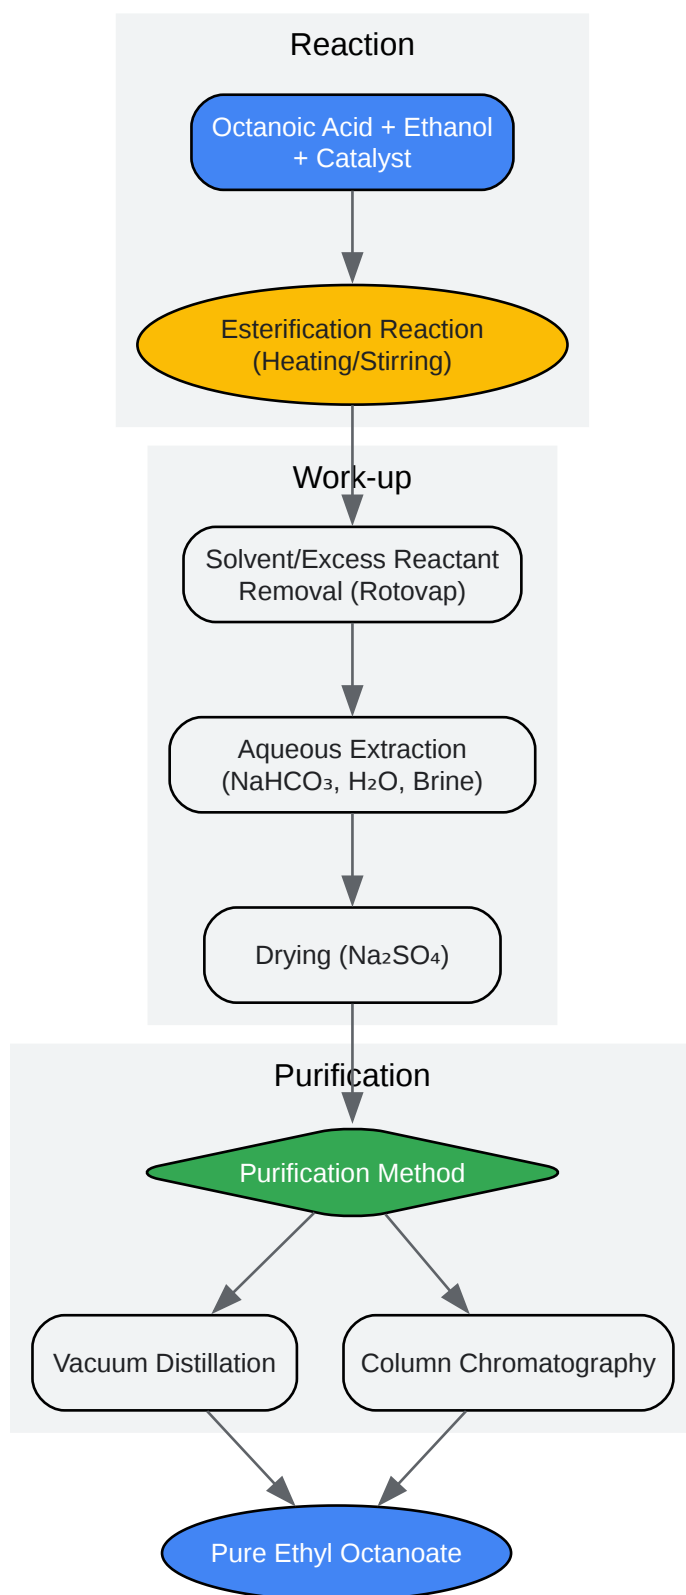 Reaction
Octanoic Acid + Ethanol
+ Catalyst
Esterification Reaction
(Heating/Stirring)
Work-up
Solvent/Excess Reactant
Removal (Rotovap)
Aqueous Extraction
(NaHCO₃, H₂O, Brine)
Drying (Na₂SO₄)
Purification
Purification Method
Vacuum Distillation
Column Chromatography
Pure Ethyl Octanoate